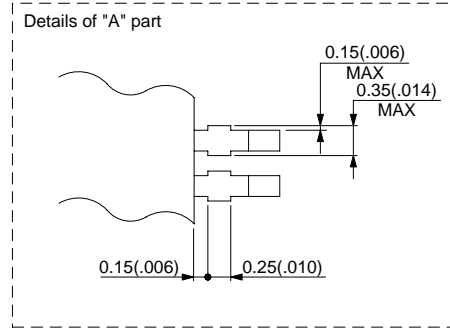 Details of "A" part
0.15(.006)
MAX
0.35(.014)
MAX
0.15(.006)
0.25(.010)